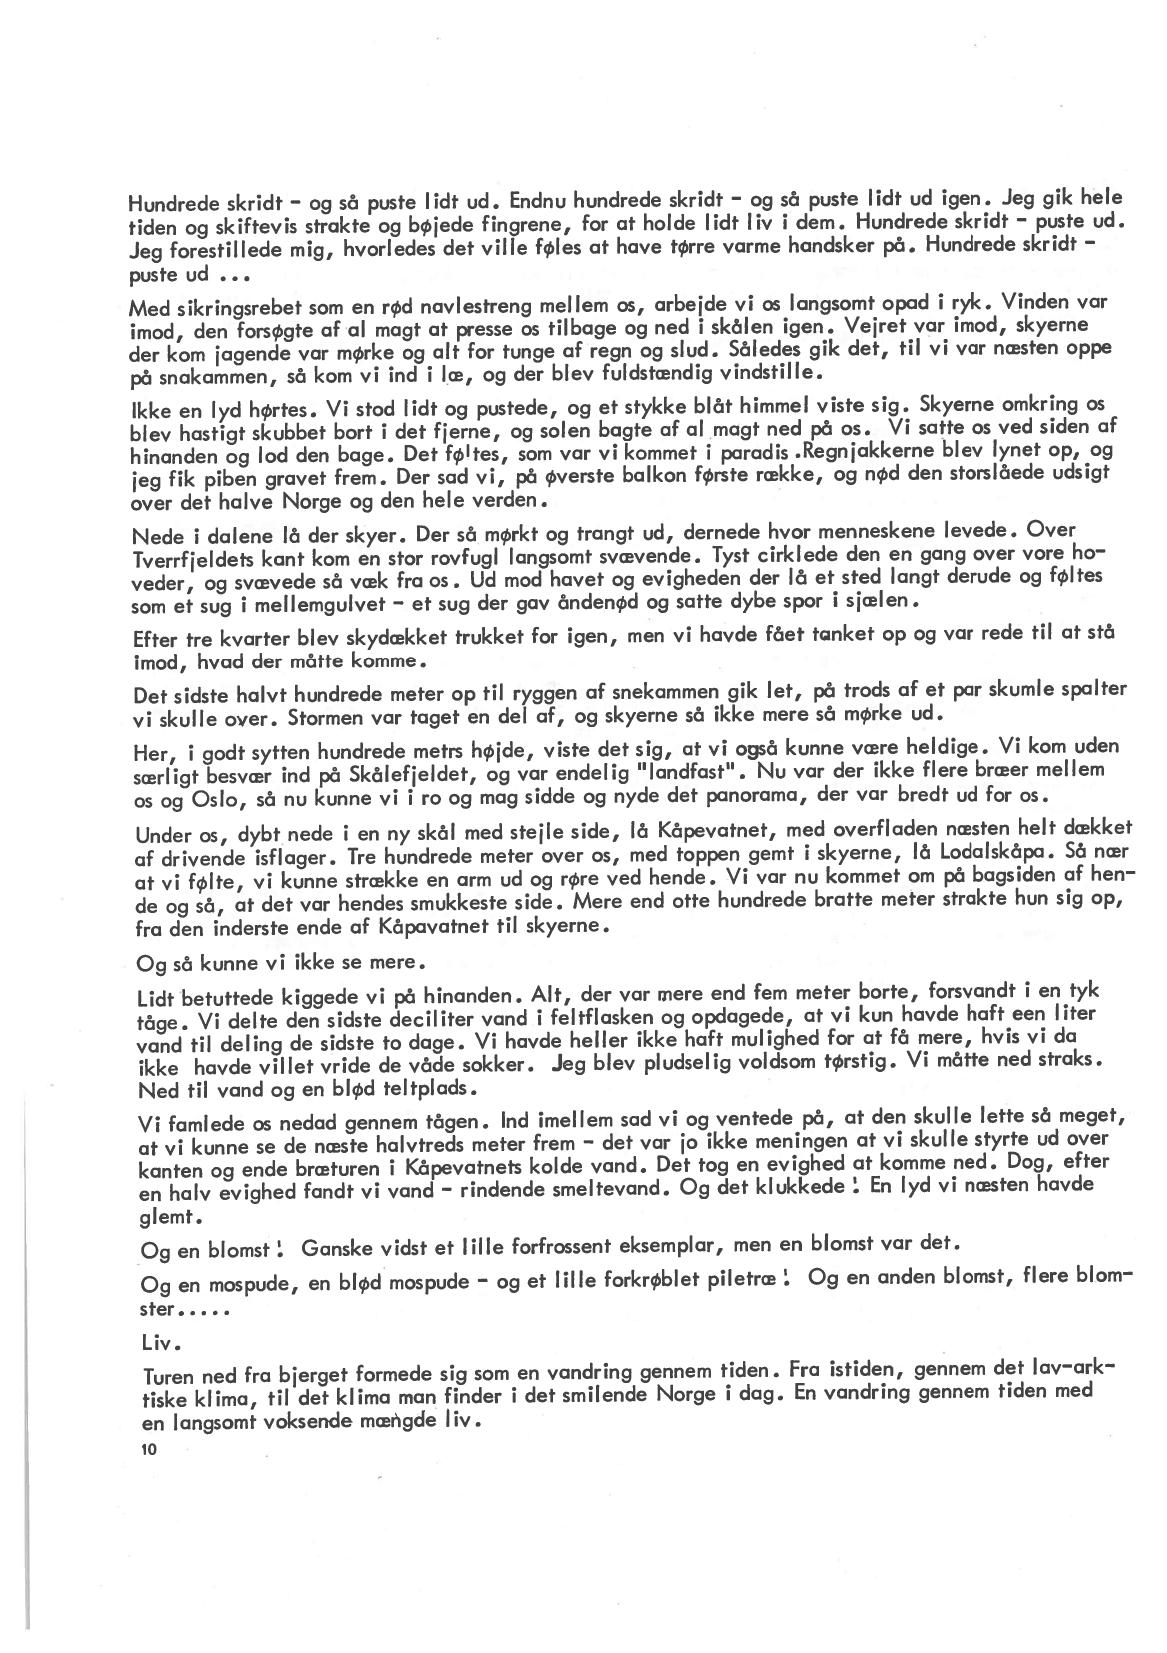 Hundrede skridt - og så puste lidt ud. Endnu hundrede skridt - og så puste lidt ud igen. Jeg gik hele
tiden og skiftevis strakte og bøjede fingrene, for at holde lidt liv i dem. Hundrede skridt - puste ud.
Jeg forestillede mig, hvorledes det ville føles at have tørre varme handsker på. Hundrede skridt -
puste ud ...
Med sikringsrebet som en rød navlestreng mellem os, arbejde vi os langsomt opad i ryk. Vinden var
imod, den forsøgte af al magt at presse os tilbage og ned i skålen igen. Vejret var imod, skyerne
der kom jagende var mørke og alt for tunge af regn og slud. Således gik det, til vi var næsten oppe
på snakammen, så kom vi ind i læ, og der blev fuldstændig vindstille.
Ikke en lyd hørtes. Vi stod lidt og pustede, og et stykke blåt himmel viste sig. Skyerne omkring os
blev hastigt skubbet bort i det fjerne, og solen bagte af al magt ned på os. Vi satte os ved siden af
hinanden og lod den bage. Det føltes, som var vi kommet i paradis .Regnjakkerne blev lynet op, og
jeg fik piben gravet frem. Der sad vi, på øverste balkon første række, og nød den storslåede udsigt
over det halve Norge og den hele verden.
Nede i dalene lå der skyer. Der så mørkt og trangt ud, dernede hvor menneskene levede. Over
Tverrfjeldets kant kom en stor rovfugl langsomt svævende. Tyst cirklede den en gang over vore ho-
veder, og svævede så væk fra os. Ud mod havet og evigheden der lå et sted langt derude og føltes
som et sug i mellemgulvet - et sug der gav åndenød og satte dybe spor i sjælen.
Efter tre kvarter blev skydækket trukket for igen, men vi havde fået tanket op og var rede til at stå
imod, hvad der måtte komme.
Det sidste halvt hundrede meter op til ryggen af snekammen gik let, på trods af et par skumle spalter
vi skulle over. Stormen var taget en del af, og skyerne så ikke mere så mørke ud.
Her, i godt sytten hundrede metrs højde, viste det sig, at vi også kunne være heldige. Vi kom uden
særligt besvær ind på Skålefjeldet, og var endelig "landfast". Nu var der ikke flere bræer mellem
os og Oslo, så nu kunne vi i ro og mag sidde og nyde det panorama, der var bredt ud for os.
Under os, dybt nede i en ny skål med stejle side, lå Kåpevatnet, med overfladen næsten helt dækket
af drivende isflager. Tre hundrede meter over os, med toppen gemt i skyerne, lå Lodalskåpa. Så nær
at vi følte, vi kunne strække en arm ud og røre ved hende. Vi var nu kommet om på bagsiden af hen-
de og så, at det var hendes smukkeste side. Mere end otte hundrede bratte meter strakte hun sig op,
fra den inderste ende af Kåpavatnet til skyerne.
Og så kunne vi ikke se mere.
Lidt betuttede kiggede vi på hinanden. Alt, der var mere end fem meter borte, forsvandt i en tyk
tåge. Vi delte den sidste deciliter vand i feltflasken og opdagede, at vi kun havde haft een liter
vand til deling de sidste to dage. Vi havde heller ikke haft mulighed for at få mere, hvis vi da
ikke havde villet vride de våde sokker. Jeg blev pludselig voldsom tørstig. Vi måtte ned straks.
Ned til vand og en blød teltplads.
Vi famlede os nedad gennem tågen. Ind imellem sad vi og ventede på, at den skulle lette så meget,
at vi kunne se de næste halvtreds meter frem - det var jo ikke meningen at vi skulle styrte ud over
kanten og ende bræturen i Kåpevatnets kolde vand. Det tog en evighed at komme ned. Dog, efter
en halv evighed fandt vi vand - rindende smeltevand. Og det klukkede ! En lyd vi næsten havde
glemt.
Og en blomst ! Ganske vidst et lille forfrossent eksemplar, men en blomst var det.
Og en mospude, en blød mospude - og et lille forkrøblet piletræ ! Og en anden blomst, flere blom-
ster.....
Liv.
Turen ned fra bjerget formede sig som en vandring gennem tiden. Fra istiden, gennem det lav-ark-
tiske klima, til det klima man finder i det smilende Norge i dag. En vandring gennem tiden med
en langsomt voksende mængde liv.
10